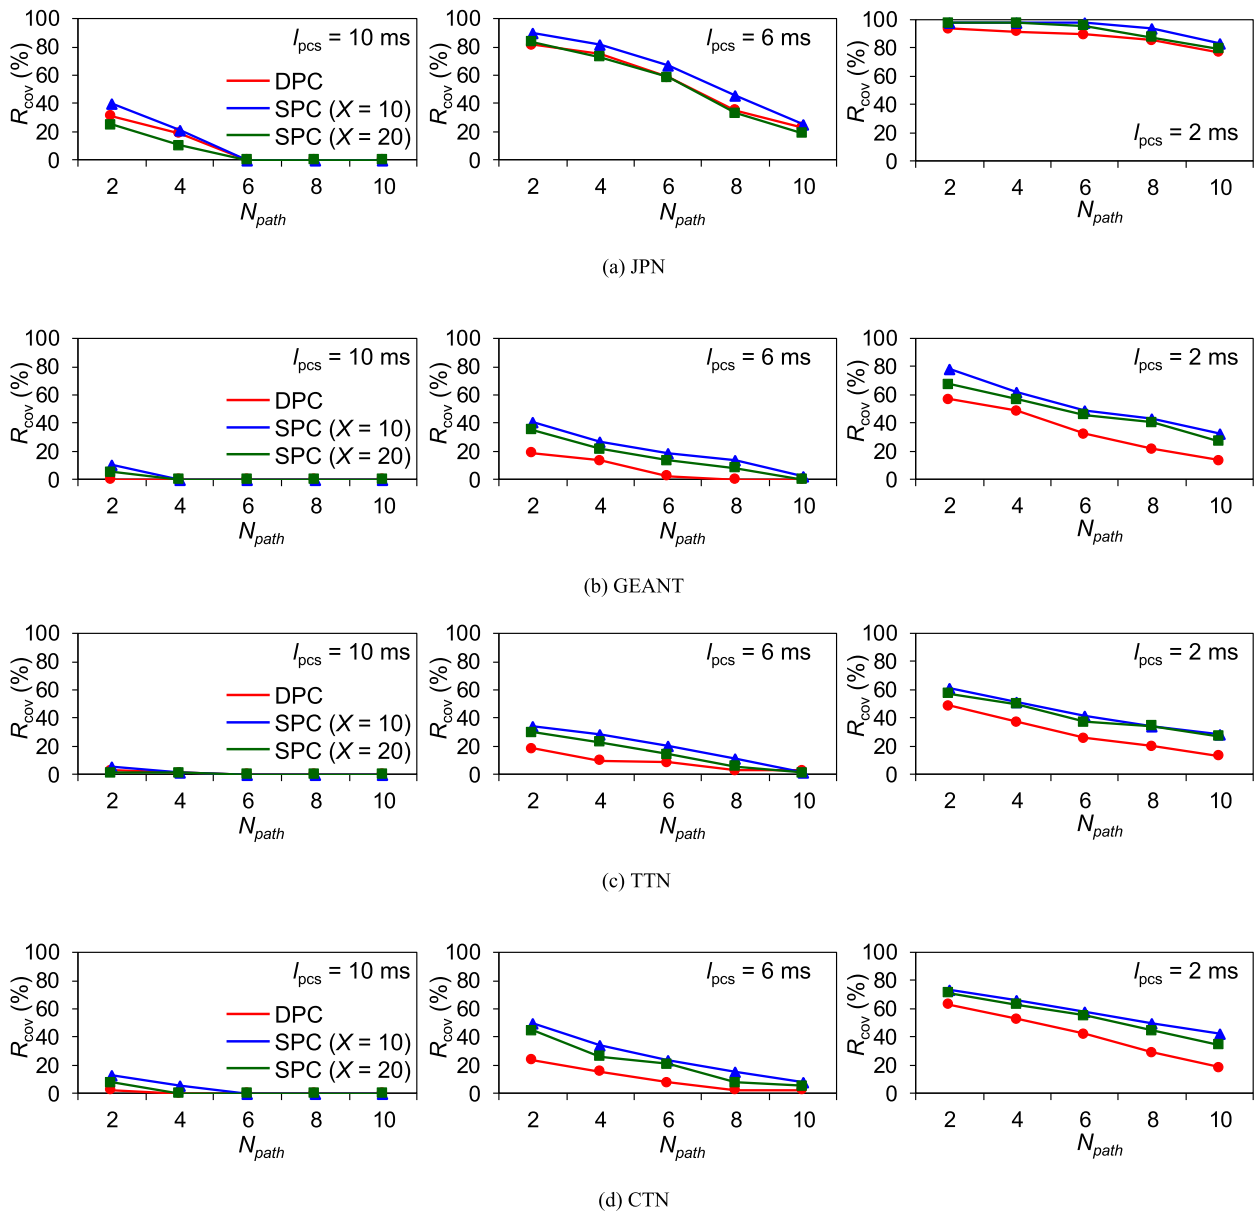 100
80
60
40
20
0
R_cov (%)
l_pcs = 10 ms
DPC
SPC (X = 10)
SPC (X = 20)
2 4 6 8 10
N_path
100
80
60
40
20
0
R_cov (%)
l_pcs = 6 ms
2 4 6 8 10
N_path
100
80
60
40
20
0
R_cov (%)
l_pcs = 2 ms
2 4 6 8 10
N_path
(a) JPN
100
80
60
40
20
0
R_cov (%)
l_pcs = 10 ms
DPC
SPC (X = 10)
SPC (X = 20)
2 4 6 8 10
N_path
100
80
60
40
20
0
R_cov (%)
l_pcs = 6 ms
2 4 6 8 10
N_path
100
80
60
40
20
0
R_cov (%)
l_pcs = 2 ms
2 4 6 8 10
N_path
(b) GEANT
100
80
60
40
20
0
R_cov (%)
l_pcs = 10 ms
DPC
SPC (X = 10)
SPC (X = 20)
2 4 6 8 10
N_path
100
80
60
40
20
0
R_cov (%)
l_pcs = 6 ms
2 4 6 8 10
N_path
100
80
60
40
20
0
R_cov (%)
l_pcs = 2 ms
2 4 6 8 10
N_path
(c) TTN
100
80
60
40
20
0
R_cov (%)
l_pcs = 10 ms
DPC
SPC (X = 10)
SPC (X = 20)
2 4 6 8 10
N_path
100
80
60
40
20
0
R_cov (%)
l_pcs = 6 ms
2 4 6 8 10
N_path
100
80
60
40
20
0
R_cov (%)
l_pcs = 2 ms
2 4 6 8 10
N_path
(d) CTN